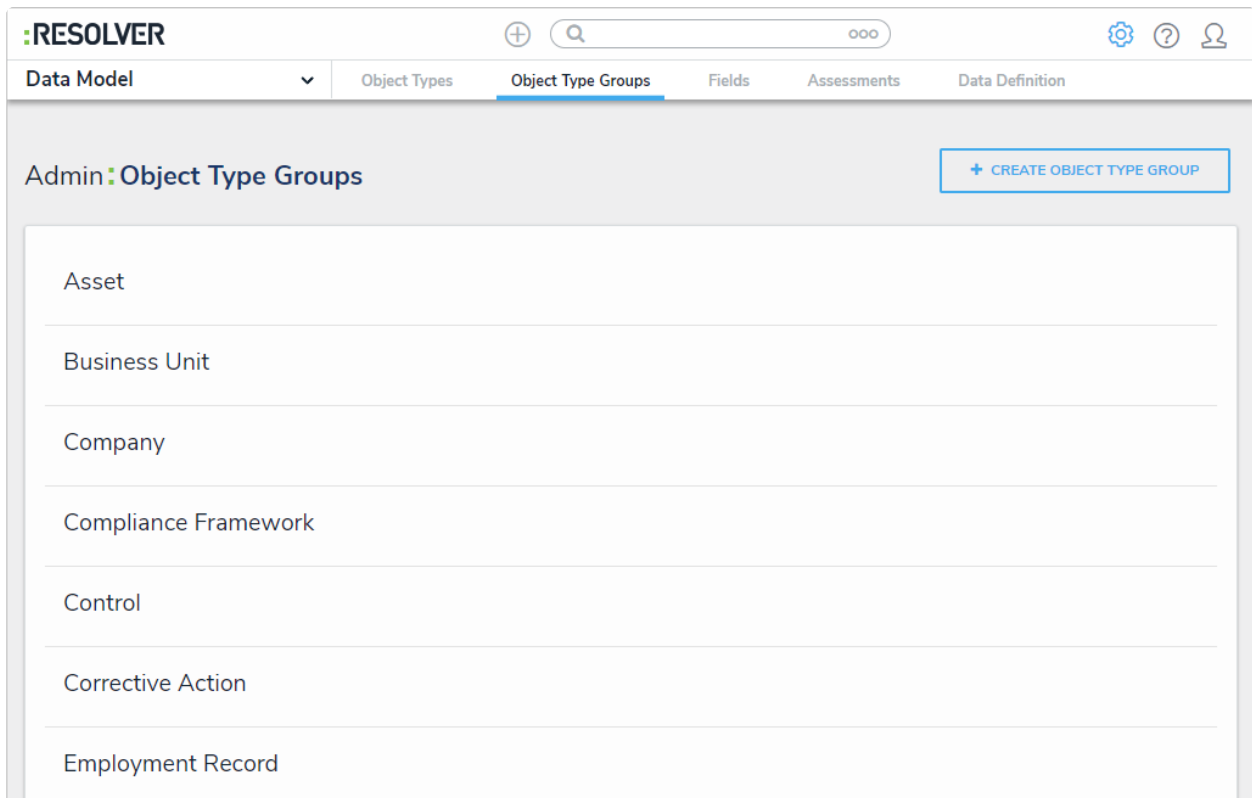 :RESOLVER
Data Model
Object Types
Object Type Groups
Fields
Assessments
Data Definition
Admin:Object Type Groups
+ CREATE OBJECT TYPE GROUP
Asset
Business Unit
Company
Compliance Framework
Control
Corrective Action
Employment Record